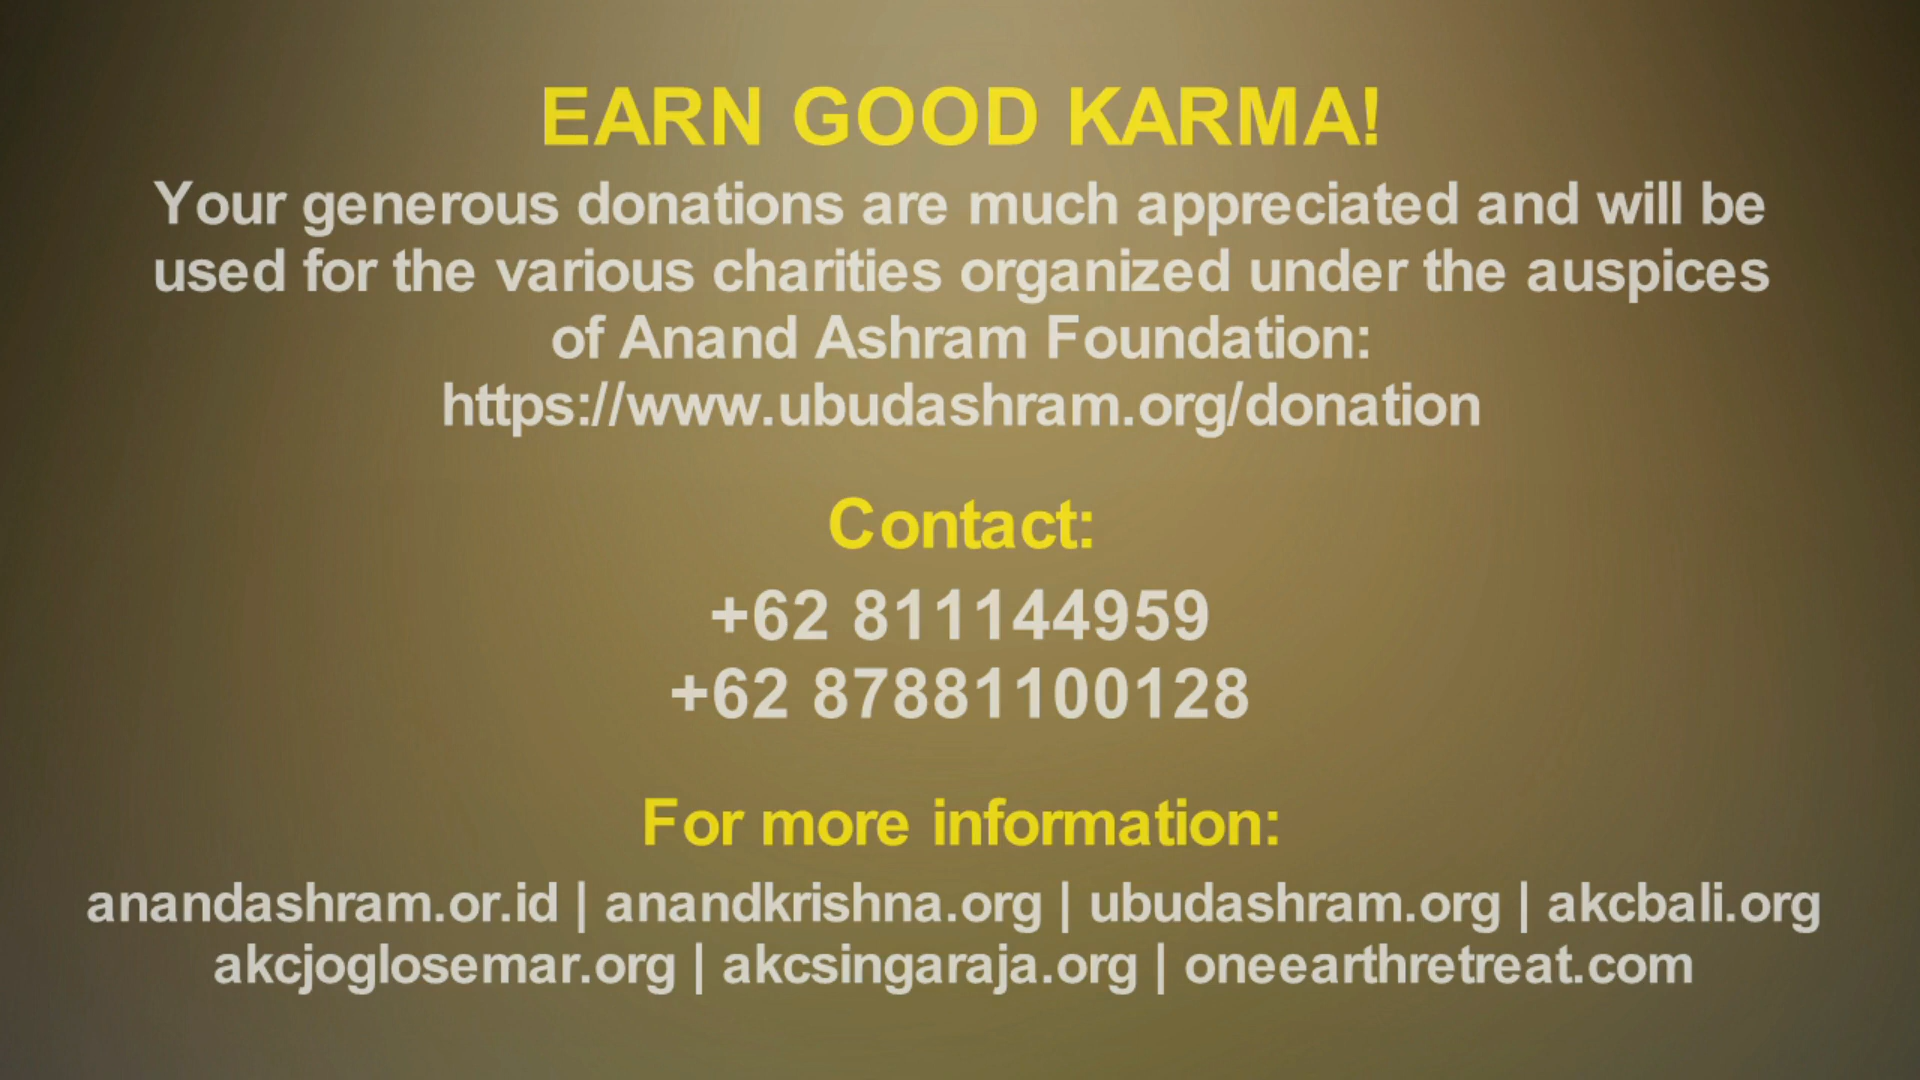 EARN GOOD KARMA!
Your generous donations are much appreciated and will be
used for the various charities organized under the auspices
of Anand Ashram Foundation:
https://www.ubudashram.org/donation
Contact:
+62 811144959
+62 87881100128
For more information:
anandashram.or.id | anandkrishna.org | ubudashram.org | akcbali.org
akcjoglosemar.org | akcsingaraja.org | oneearthretreat.com